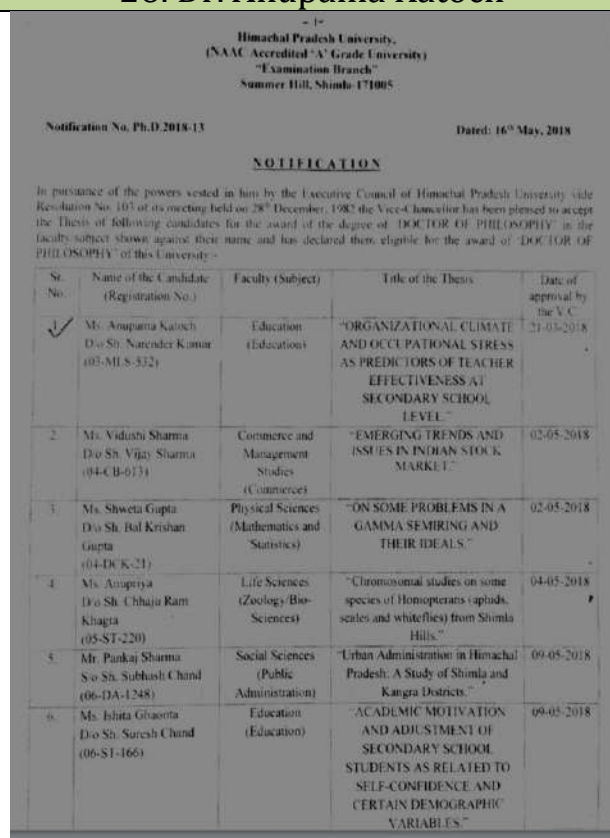 20. Dr. Anupama Katoch
- 1-
Himachal Pradesh University,
(NAAC Accredited 'A' Grade University)
"Examination Branch"
Summer Hill, Shimla-171005
Notification No. Ph.D.2018-13 Dated: 16th May, 2018
NOTIFICATION
In pursuance of the powers vested in him by the Executive Council of Himachal Pradesh University vide
Resolution No. 103 of its meeting held on 28th December, 1982 the Vice-Chancellor has been pleased to accept
the Thesis of following candidates for the award of the degree of 'DOCTOR OF PHILOSOPHY' in the
faculty subject shown against their name and has declared them eligible for the award of 'DOCTOR OF
PHILOSOPHY' of this University:-
Sr. No. Name of the Candidate (Registration No.) Faculty (Subject) Title of the Thesis Date of approval by the V.C
1. Ms. Anupama Katoch Education "ORGANIZATIONAL CLIMATE 21-03-2018
D/o Sh. Narender Kumar (Education) AND OCCUPATIONAL STRESS
(03-MLS-532) AS PREDICTORS OF TEACHER
EFFECTIVENESS AT
SECONDARY SCHOOL
LEVEL."
2. Ms. Vidushi Sharma Commerce and "EMERGING TRENDS AND 02-05-2018
D/o Sh. Vijay Sharma Management ISSUES IN INDIAN STOCK
(04-CB-613) Studies MARKET."
(Commerce)
3. Ms. Shweta Gupta Physical Sciences "ON SOME PROBLEMS IN A 02-05-2018
D/o Sh. Bal Krishan (Mathematics and GAMMA SEMIRING AND
Gupta Statistics) THEIR IDEALS."
(04-DCK-21)
4. Ms. Anupriya Life Sciences "Chromosomal studies on some 04-05-2018
D/o Sh. Chhaju Ram (Zoology/Bio- species of Homopterans (aphids,
Khagta Sciences) scales and whiteflies) from Shimla
(05-ST-220) Hills."
5. Mr. Pankaj Sharma Social Sciences "Urban Administration in Himachal 09-05-2018
S/o Sh. Subhash Chand (Public Pradesh: A Study of Shimla and
(06-DA-1248) Administration) Kangra Districts."
6. Ms. Ishita Ghaonta Education "ACADEMIC MOTIVATION 09-05-2018
D/o Sh. Suresh Chand (Education) AND ADJUSTMENT OF
(06-ST-166) SECONDARY SCHOOL
STUDENTS AS RELATED TO
SELF-CONFIDENCE AND
CERTAIN DEMOGRAPHIC
VARIABLES."